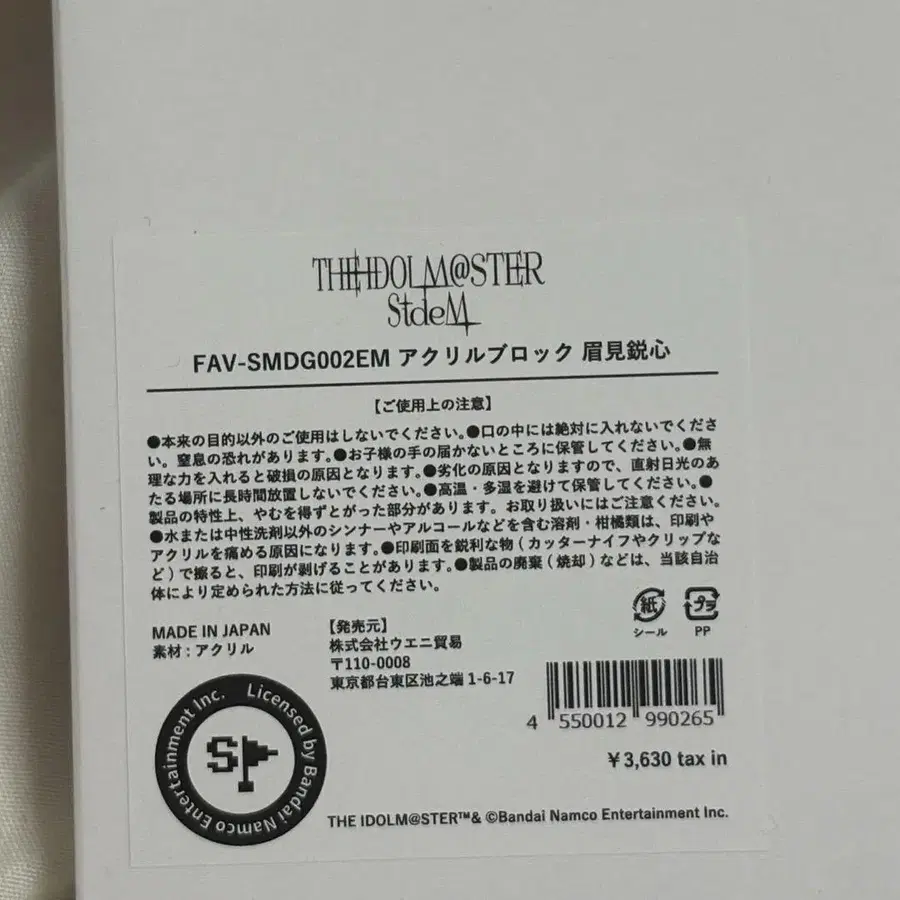 THE IDOLM@STER
SideM
FAV-SMDG002EM アクリルブロック 眉見鋭心
【ご使用上の注意】
●本来の目的以外のご使用はしないでください。●口の中には絶対に入れないでくださ
い。窒息の恐れがあります。●お子様の手の届かないところに保管してください。●無
理な力を入れると破損の原因となります。●劣化の原因となりますので、直射日光のあ
たる場所に長時間放置しないでください。●高温・多湿を避けて保管してください。●
製品の特性上、やむを得ずとがった部分があります。お取り扱いにはご注意ください。
●水または中性洗剤以外のシンナーやアルコールなどを含む溶剤・柑橘類は、印刷や
アクリルを痛める原因になります。●印刷面を鋭利な物(カッターナイフやクリップな
ど)で擦ると、印刷が剥げることがあります。●製品の廃棄(焼却)などは、当該自治
体により定められた方法に従ってください。
紙
シール
プラ
PP
MADE IN JAPAN
素材:アクリル
【発売元】
株式会社ウエニ貿易
〒110-0008
東京都台東区池之端1-6-17
4 550012 990265
¥3,630 tax in
Licensed by Bandai Namco Entertainment Inc.
S
THE IDOLM@STER™& ©Bandai Namco Entertainment Inc.